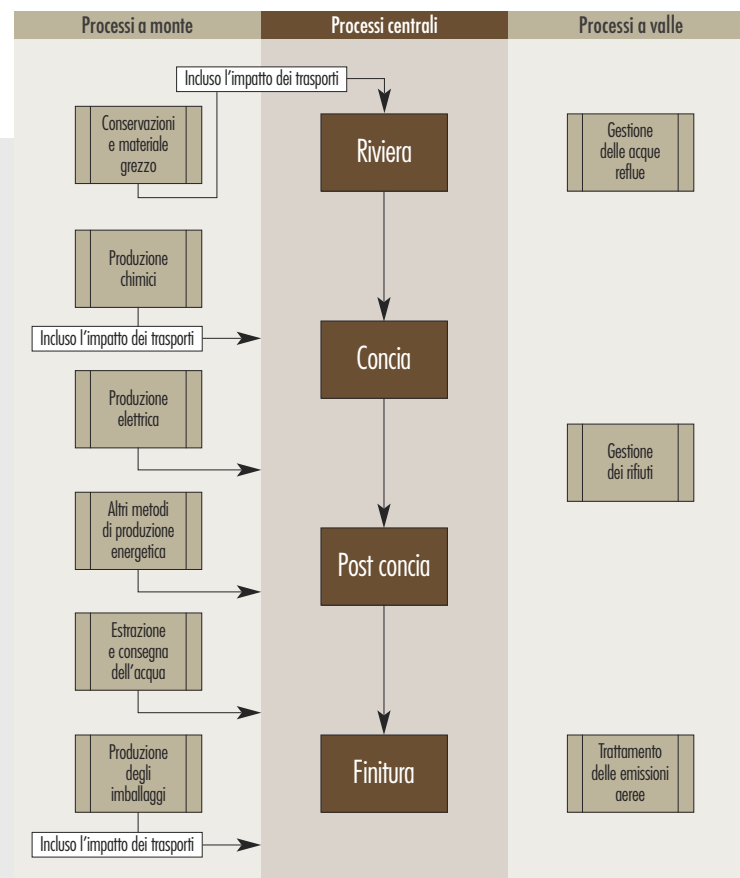 Processi a monte
Processi centrali
Processi a valle
Incluso l'impatto dei trasporti
Conservazioni
e materiale
grezzo
Riviera
Gestione
delle acque
reflue
Produzione
chimici
Incluso l'impatto dei trasporti
Concia
Produzione
elettrica
Gestione
dei rifiuti
Altri metodi
di produzione
energetica
Post concia
Estrazione
e consegna
dell'acqua
Produzione
degli
imballaggi
Finitura
Trattamento
delle emissioni
aeree
Incluso l'impatto dei trasporti